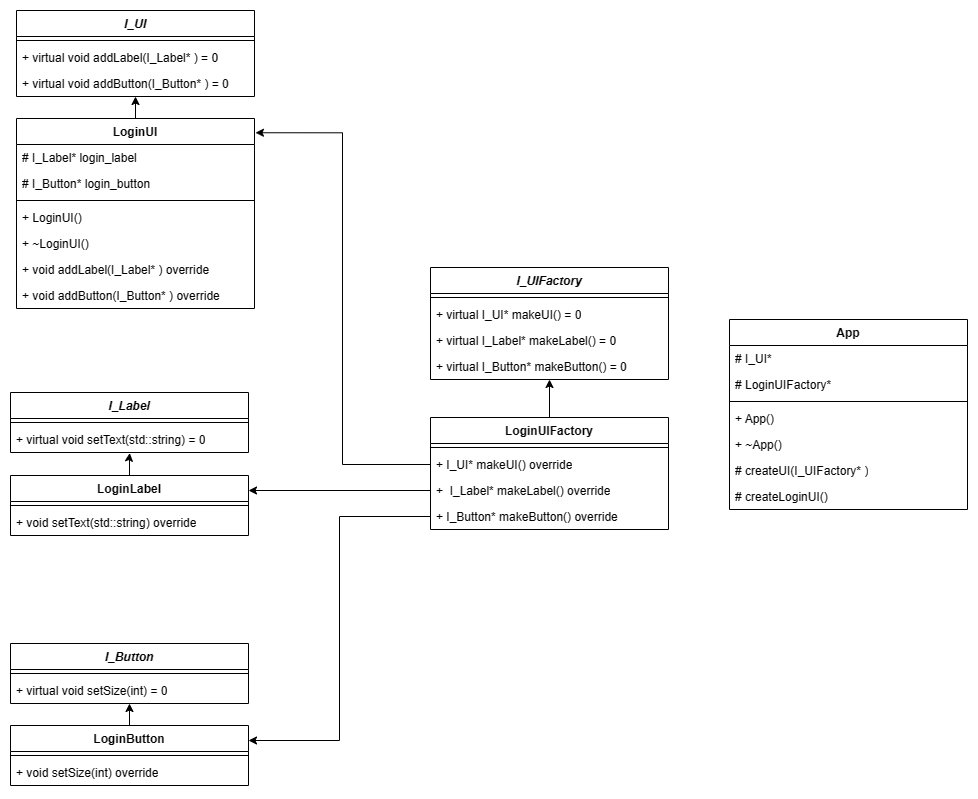 I_UI
+ virtual void addLabel(I_Label* ) = 0
+ virtual void addButton(I_Button* ) = 0
LoginUI
# I_Label* login_label
# I_Button* login_button
+ LoginUI()
+ ~LoginUI()
+ void addLabel(I_Label* ) override
+ void addButton(I_Button* ) override
I_Label
+ virtual void setText(std::string) = 0
LoginLabel
+ void setText(std::string) override
I_Button
+ virtual void setSize(int) = 0
LoginButton
+ void setSize(int) override
I_UIFactory
+ virtual I_UI* makeUI() = 0
+ virtual I_Label* makeLabel() = 0
+ virtual I_Button* makeButton() = 0
LoginUIFactory
+ I_UI* makeUI() override
+  I_Label* makeLabel() override
+ I_Button* makeButton() override
App
# I_UI*
# LoginUIFactory*
+ App()
+ ~App()
# createUI(I_UIFactory* )
# createLoginUI()